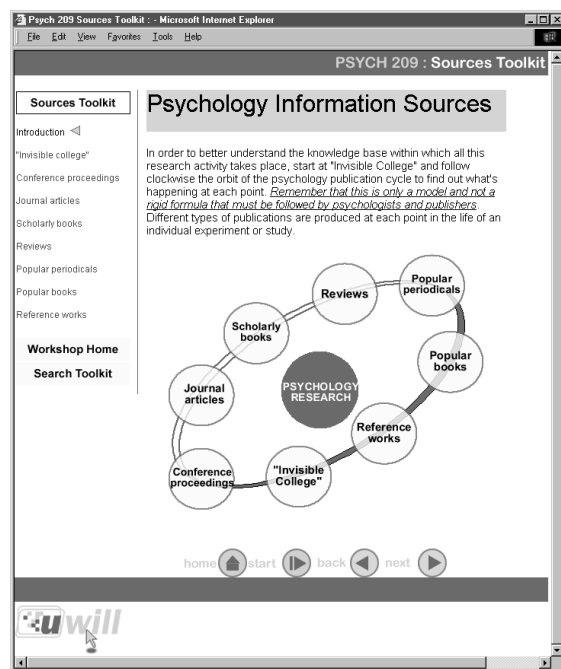 Psych 209 Sources Toolkit : - Microsoft Internet Explorer
File Edit View Favorites Tools Help
PSYCH 209 : Sources Toolkit
Sources Toolkit
Introduction
"Invisible college"
Conference proceedings
Journal articles
Scholarly books
Reviews
Popular periodicals
Popular books
Reference works
Workshop Home
Search Toolkit
Psychology Information Sources
In order to better understand the knowledge base within which all this
research activity takes place, start at "Invisible College" and follow
clockwise the orbit of the psychology publication cycle to find out what's
happening at each point. Remember that this is only a model and not a
rigid formula that must be followed by psychologists and publishers.
Different types of publications are produced at each point in the life of an
individual experiment or study.
Popular
periodicals
Reviews
Scholarly
books
Popular
books
PSYCHOLOGY
RESEARCH
Journal
articles
Reference
works
Conference
proceedings
"Invisible
College"
home start back next
uwill